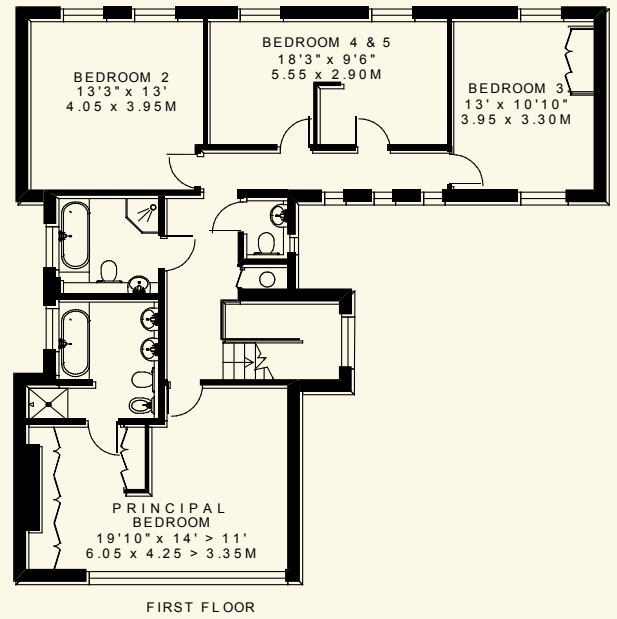 BEDROOM 2
13'3" x 13'
4.05 x 3.95M
BEDROOM 4 & 5
18'3" x 9'6"
5.55 x 2.90M
BEDROOM 3
13' x 10'10"
3.95 x 3.30M
PRINCIPAL
BEDROOM
19'10" x 14' > 11'
6.05 x 4.25 > 3.35M
FIRST FLOOR